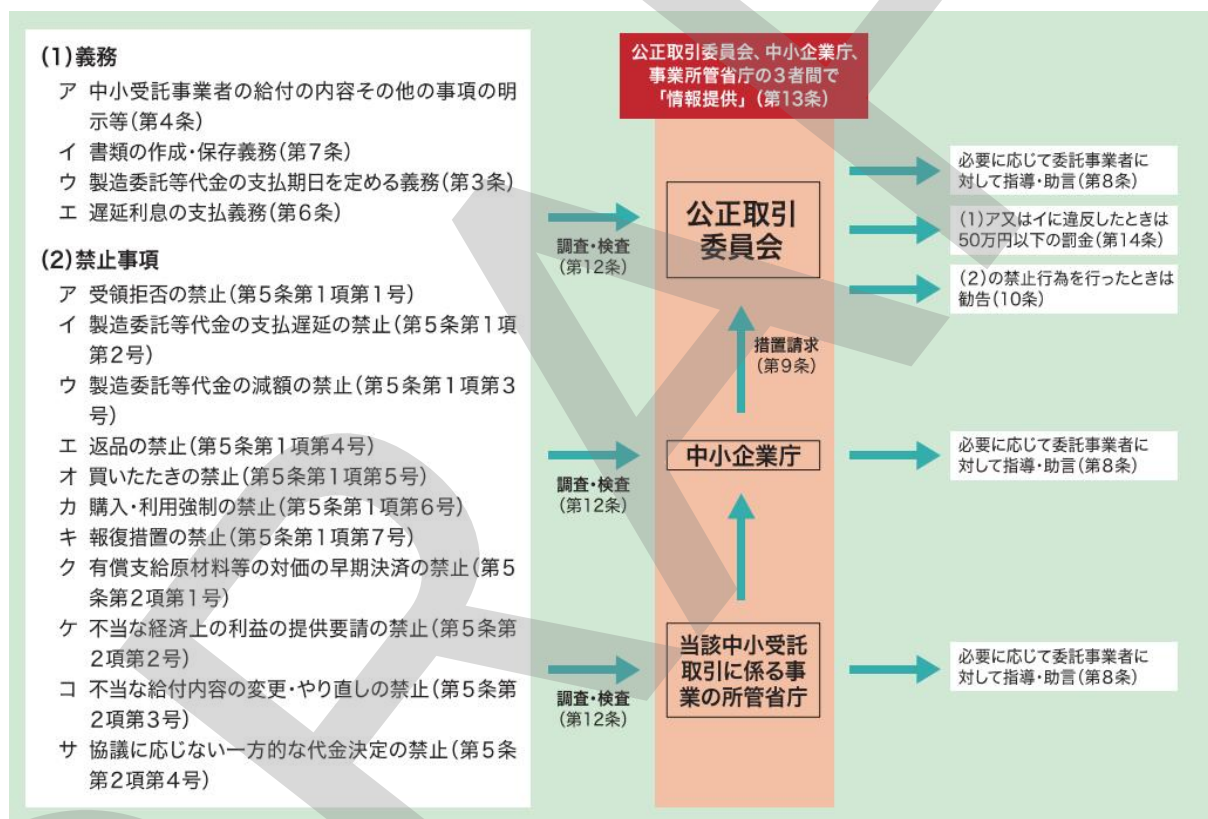 (1)義務
ア 中小受託事業者の給付の内容その他の事項の明
示等(第4条)
イ 書類の作成・保存義務(第7条)
ウ 製造委託等代金の支払期日を定める義務(第3条)
エ 遅延利息の支払義務(第6条)
(2)禁止事項
ア 受領拒否の禁止(第5条第1項第1号)
イ 製造委託等代金の支払遅延の禁止(第5条第1項
第2号)
ウ 製造委託等代金の減額の禁止(第5条第1項第3
号)
エ 返品の禁止(第5条第1項第4号)
オ 買いたたきの禁止(第5条第1項第5号)
カ 購入・利用強制の禁止(第5条第1項第6号)
キ 報復措置の禁止(第5条第1項第7号)
ク 有償支給原材料等の対価の早期決済の禁止(第5
条第2項第1号)
ケ 不当な経済上の利益の提供要請の禁止(第5条第
2項第2号)
コ 不当な給付内容の変更・やり直しの禁止(第5条第
2項第3号)
サ 協議に応じない一方的な代金決定の禁止(第5条
第2項第4号)
公正取引委員会、中小企業庁、
事業所管省庁の3者間で
「情報提供」(第13条)
調査・検査
(第12条)
公正取引
委員会
必要に応じて委託事業者に
対して指導・助言(第8条)
(1)ア又はイに違反したときは
50万円以下の罰金(第14条)
(2)の禁止行為を行ったときは
勧告(10条)
措置請求
(第9条)
調査・検査
(第12条)
中小企業庁
必要に応じて委託事業者に
対して指導・助言(第8条)
調査・検査
(第12条)
当該中小受託
取引に係る事
業の所管省庁
必要に応じて委託事業者に
対して指導・助言(第8条)